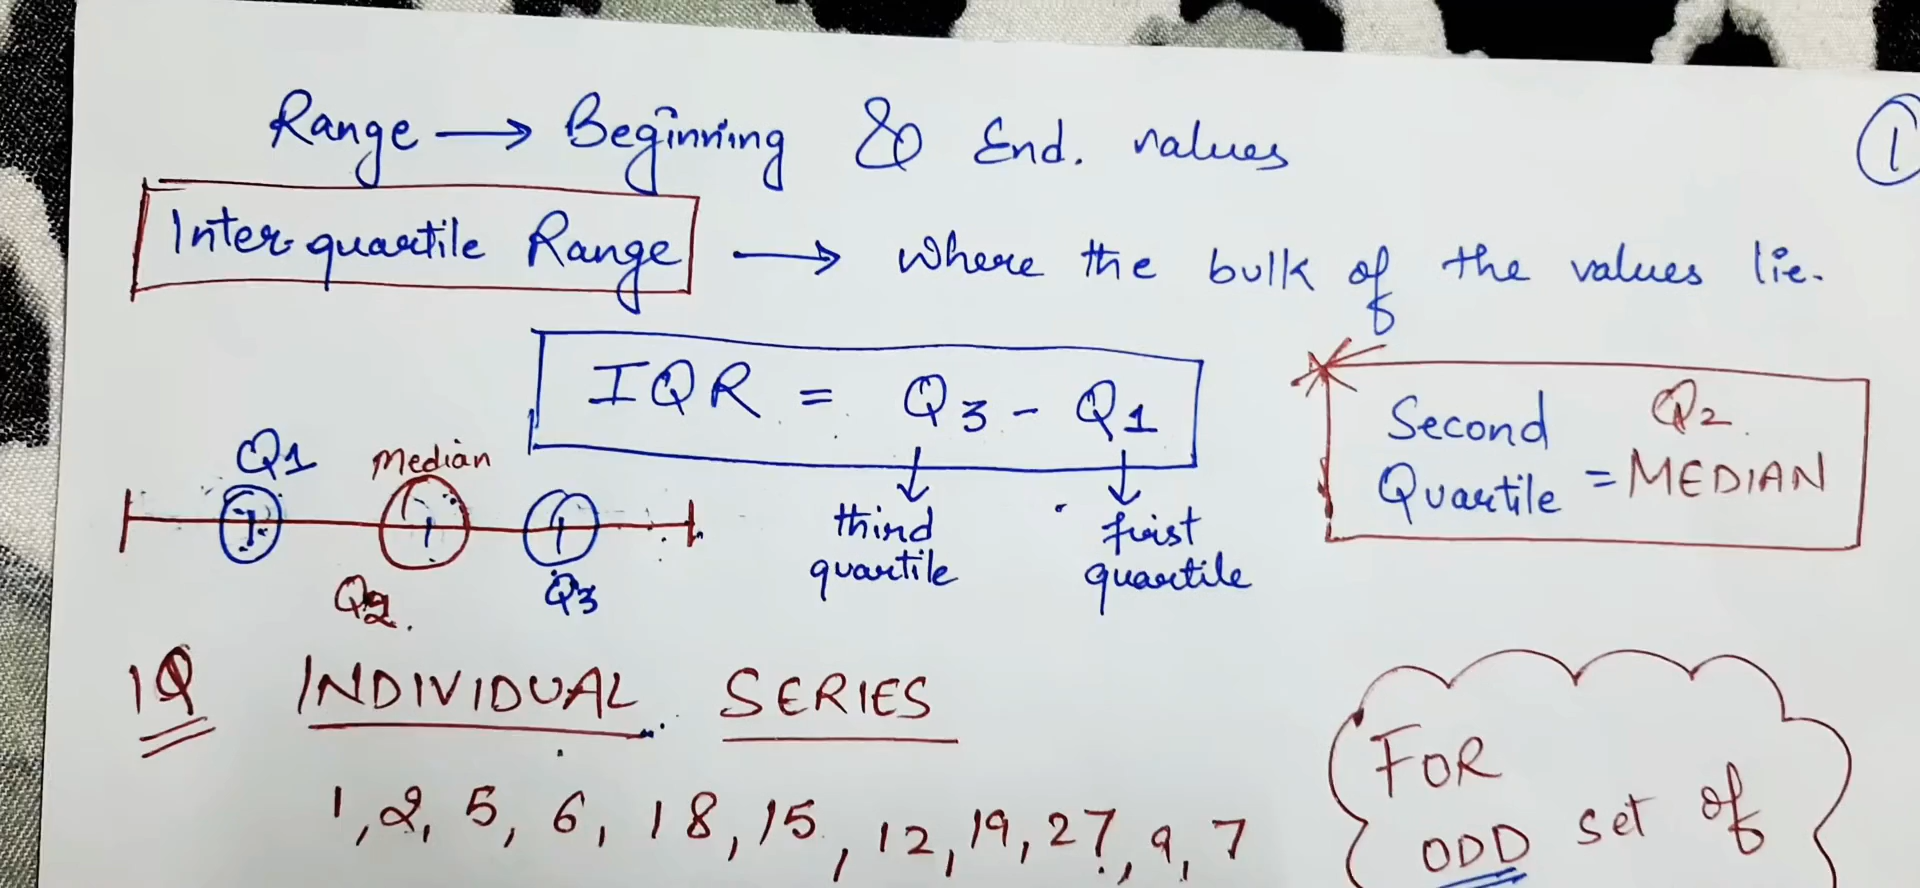 Range → Beginning & End. values
1
Inter-quartile Range → where the bulk of the values lie.
IQR = Q3 - Q1
third quartile
first quartile
Second Quartile = Q2. MEDIAN
Q1 Median
Q2. Q3
1Q INDIVIDUAL SERIES
1, 2, 5, 6, 18, 15, 12, 19, 27, 9, 7
FOR
ODD set of